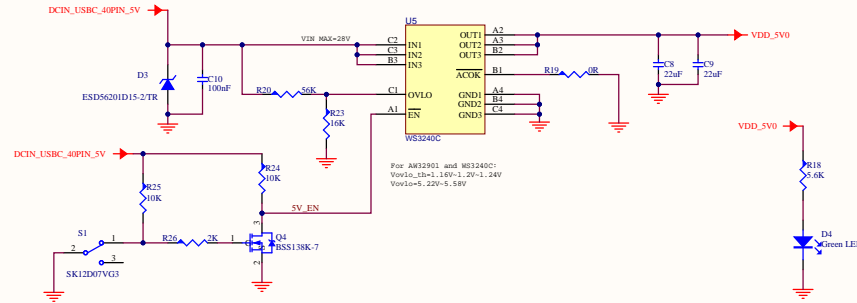 DCIN_USBC_40PIN_5V
U5
VIN MAX=28V
C2 IN1
C3 IN2
B3 IN3
C1 OVLO
A1 EN
OUT1 A2
OUT2 A3
OUT3 B2
ACOK B1
GND1 A4
GND2 B4
GND3 C4
WS3240C
VDD_5V0
D3
ESD56201D15-2/TR
C10
100nF
R20 56K
R23
16K
R19 0R
C8
22uF
C9
22uF
For AW32901 and WS3240C:
Vovlo_th=1.16V~1.2V~1.24V
Vovlo=5.22V~5.58V
DCIN_USBC_40PIN_5V
R25
10K
R24
10K
5V_EN
S1
1
2
3
SK12D07VG3
R26 2K
1
3
2
Q4
BSS138K-7
VDD_5V0
R18
5.6K
D4
Green LED